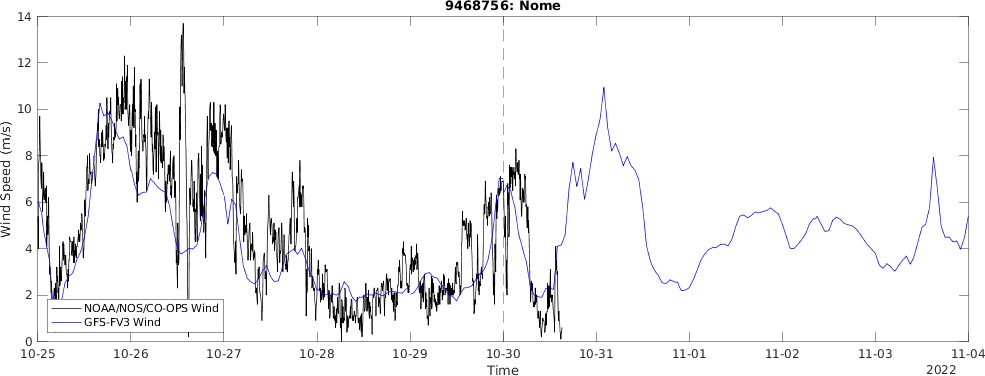 9468756: Nome
Wind Speed (m/s)
14
12
10
8
6
4
2
0
NOAA/NOS/CO-OPS Wind
GFS-FV3 Wind
10-25 10-26 10-27 10-28 10-29 10-30 10-31 11-01 11-02 11-03 11-04
Time
2022